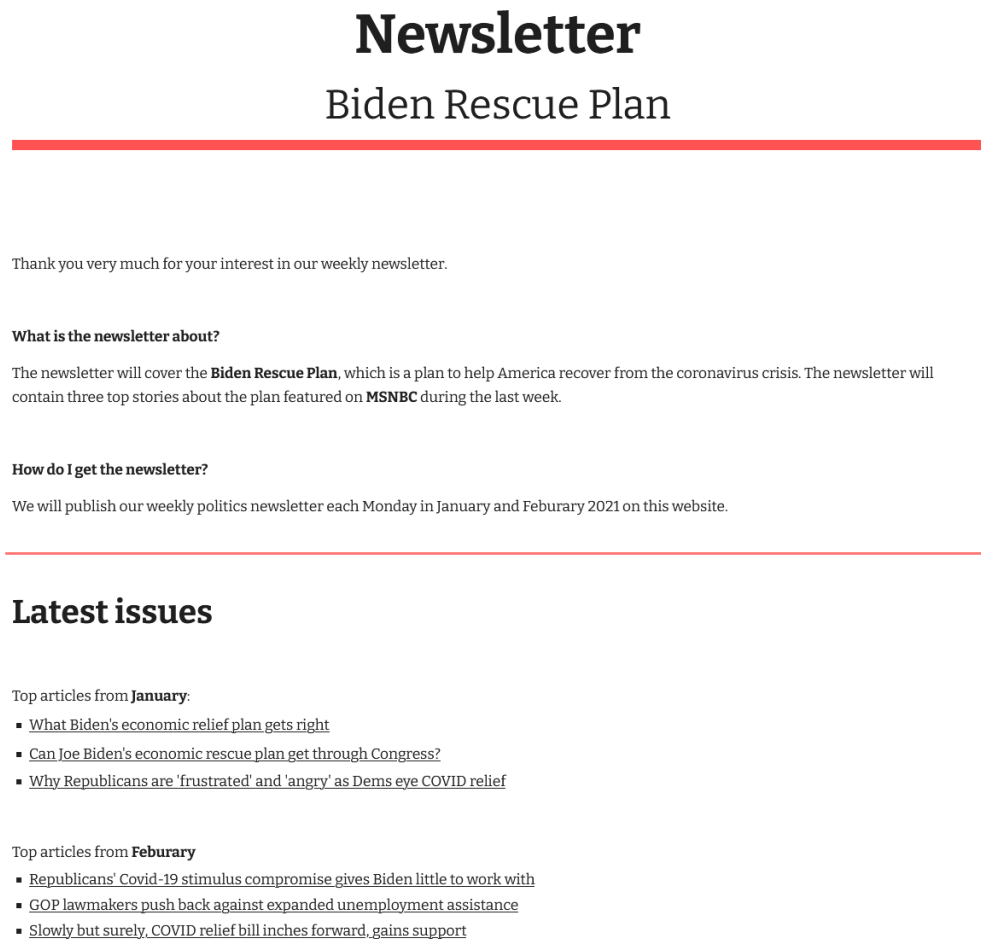 Newsletter
Biden Rescue Plan
Thank you very much for your interest in our weekly newsletter.
What is the newsletter about?
The newsletter will cover the Biden Rescue Plan, which is a plan to help America recover from the coronavirus crisis. The newsletter will
contain three top stories about the plan featured on MSNBC during the last week.
How do I get the newsletter?
We will publish our weekly politics newsletter each Monday in January and Feburary 2021 on this website.
Latest issues
Top articles from January:
▪ What Biden's economic relief plan gets right
▪ Can Joe Biden's economic rescue plan get through Congress?
▪ Why Republicans are 'frustrated' and 'angry' as Dems eye COVID relief
Top articles from Feburary
▪ Republicans' Covid-19 stimulus compromise gives Biden little to work with
▪ GOP lawmakers push back against expanded unemployment assistance
▪ Slowly but surely, COVID relief bill inches forward, gains support